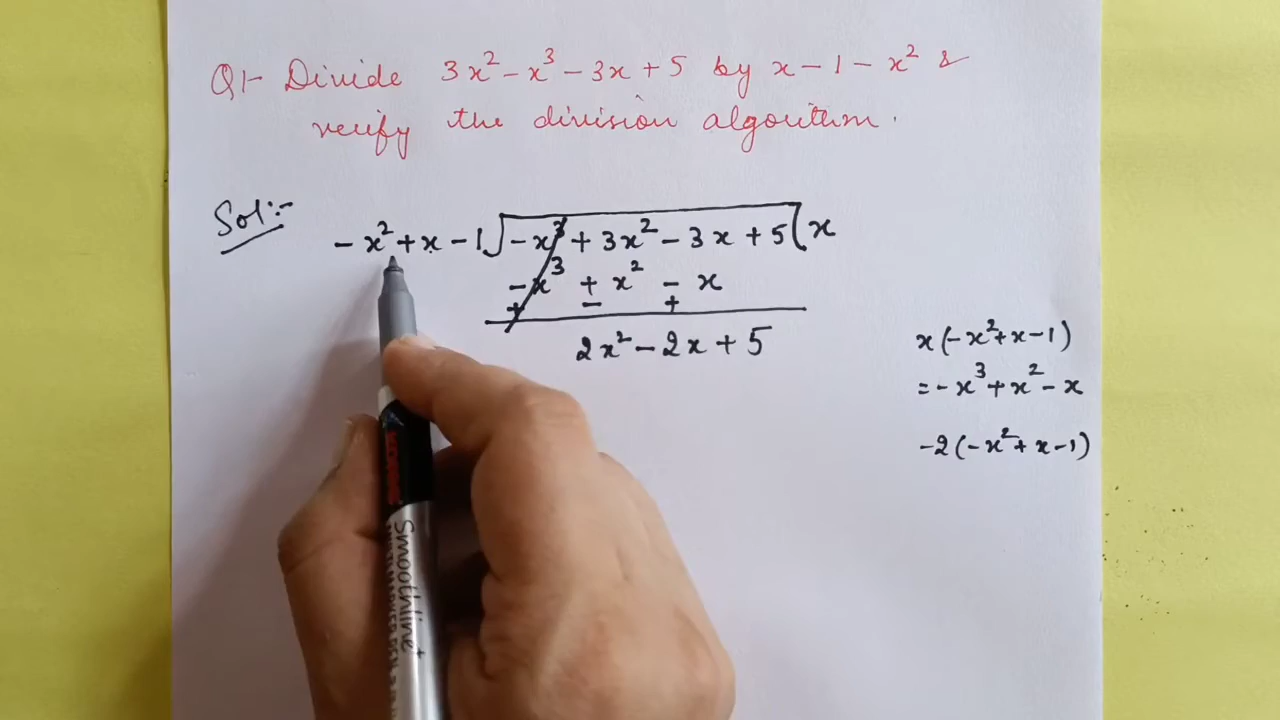 Q1- Divide 3x² - x³ - 3x + 5 by x - 1 - x² &
verify the division algorithm.
Sol:-
-x² + x - 1 ) -x³ + 3x² - 3x + 5 ( x
-x³ + x² - x
+ - +
2x² - 2x + 5
x(-x² + x - 1)
= -x³ + x² - x
-2(-x² + x - 1)
Smoothline